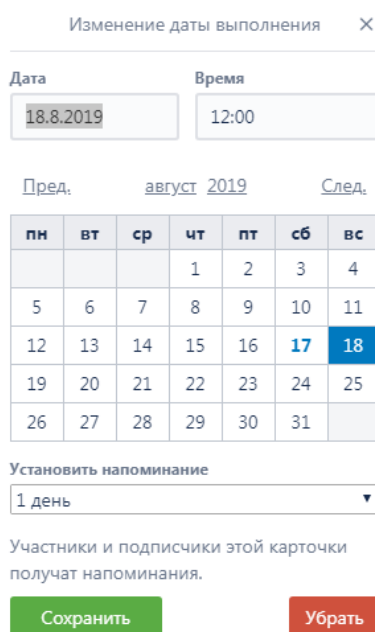 Изменение даты выполнения ×
Дата Время
18.8.2019 12:00
Пред. август 2019 След.
пн вт ср чт пт сб вс
1 2 3 4
5 6 7 8 9 10 11
12 13 14 15 16 17 18
19 20 21 22 23 24 25
26 27 28 29 30 31
Установить напоминание
1 день
Участники и подписчики этой карточки
получат напоминания.
Сохранить Убрать